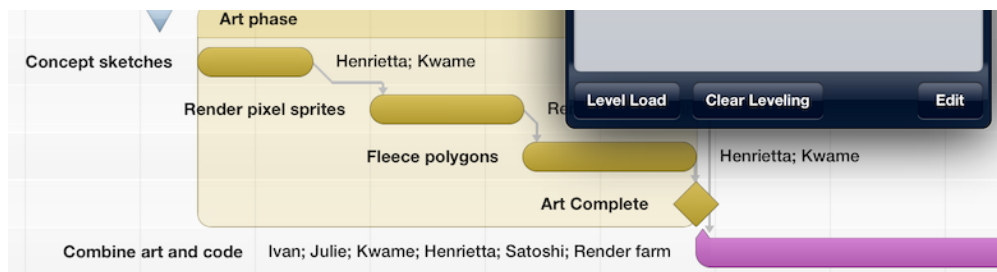 Art phase
Concept sketches Henrietta; Kwame
Level Load Clear Leveling Edit
Render pixel sprites
Fleece polygons Henrietta; Kwame
Art Complete
Combine art and code Ivan; Julie; Kwame; Henrietta; Satoshi; Render farm